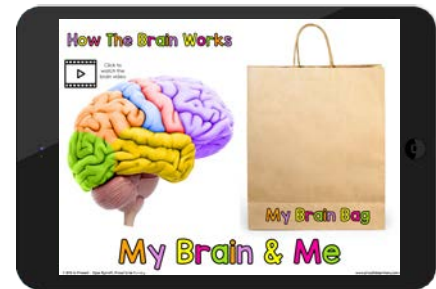 How The Brain Works
Click to
watch the
brain video
My Brain Bag
My Brain & Me